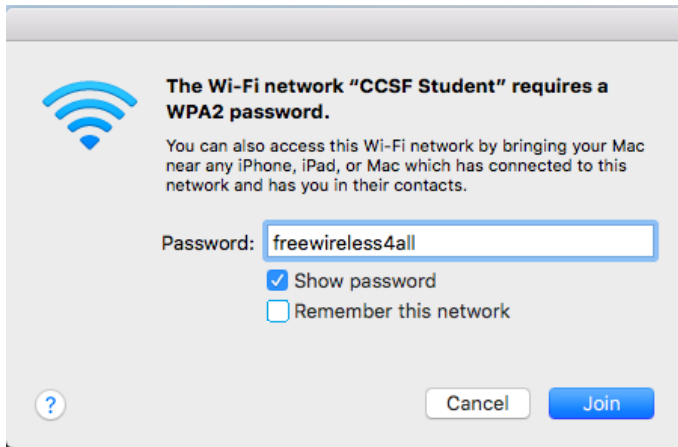 The Wi-Fi network “CCSF Student” requires a
WPA2 password.
You can also access this Wi-Fi network by bringing your Mac
near any iPhone, iPad, or Mac which has connected to this
network and has you in their contacts.
Password: freewireless4all
Show password
Remember this network
? Cancel Join